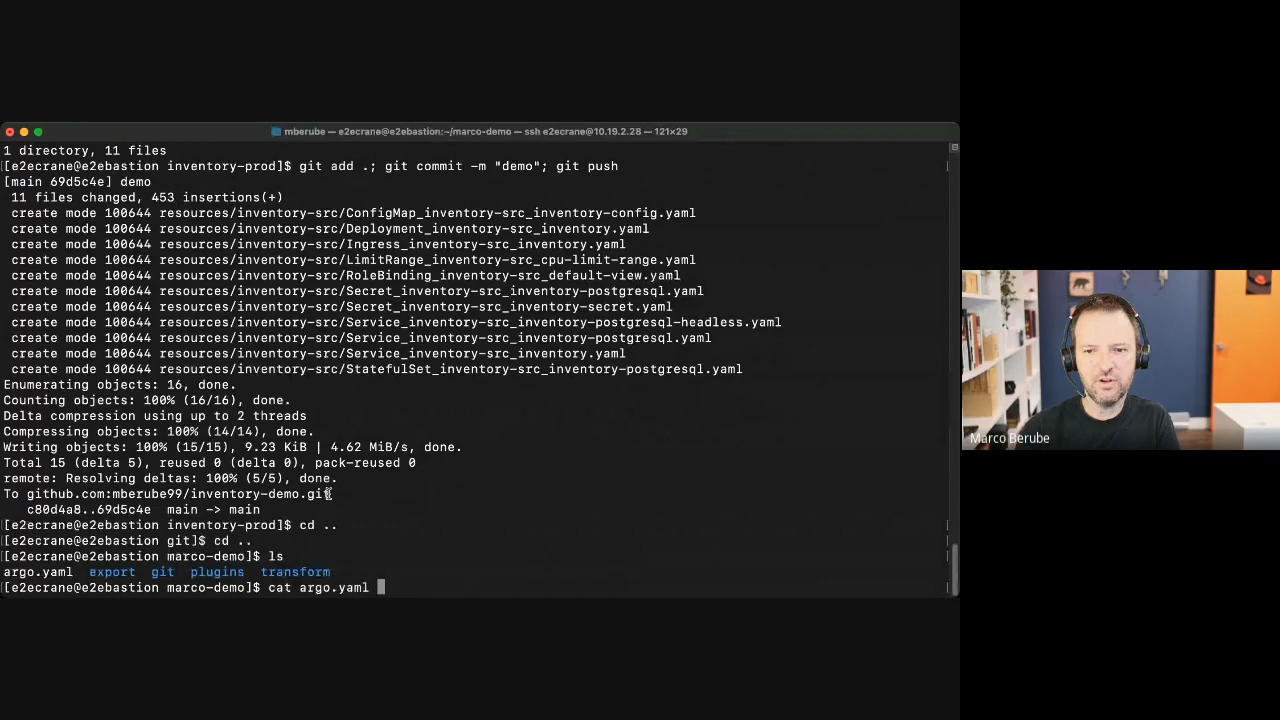 mberube — e2ecrane@e2ebastion:~/marco-demo — ssh e2ecrane@10.19.2.28 — 121×29
1 directory, 11 files
[e2ecrane@e2ebastion inventory-prod]$ git add .; git commit -m "demo"; git push
[main 69d5c4e] demo
11 files changed, 453 insertions(+)
create mode 100644 resources/inventory-src/ConfigMap_inventory-src_inventory-config.yaml
create mode 100644 resources/inventory-src/Deployment_inventory-src_inventory.yaml
create mode 100644 resources/inventory-src/Ingress_inventory-src_inventory.yaml
create mode 100644 resources/inventory-src/LimitRange_inventory-src_cpu-limit-range.yaml
create mode 100644 resources/inventory-src/RoleBinding_inventory-src_default-view.yaml
create mode 100644 resources/inventory-src/Secret_inventory-src_inventory-postgresql.yaml
create mode 100644 resources/inventory-src/Secret_inventory-src_inventory-secret.yaml
create mode 100644 resources/inventory-src/Service_inventory-src_inventory-postgresql-headless.yaml
create mode 100644 resources/inventory-src/Service_inventory-src_inventory-postgresql.yaml
create mode 100644 resources/inventory-src/Service_inventory-src_inventory.yaml
create mode 100644 resources/inventory-src/StatefulSet_inventory-src_inventory-postgresql.yaml
Enumerating objects: 16, done.
Counting objects: 100% (16/16), done.
Delta compression using up to 2 threads
Compressing objects: 100% (14/14), done.
Writing objects: 100% (15/15), 9.23 KiB | 4.62 MiB/s, done.
Total 15 (delta 5), reused 0 (delta 0), pack-reused 0
remote: Resolving deltas: 100% (5/5), done.
To github.com:mberube99/inventory-demo.git
c80d4a8..69d5c4e  main -> main
[e2ecrane@e2ebastion inventory-prod]$ cd ..
[e2ecrane@e2ebastion git]$ cd ..
[e2ecrane@e2ebastion marco-demo]$ ls
argo.yaml  export  git  plugins  transform
[e2ecrane@e2ebastion marco-demo]$ cat argo.yaml
Marco Berube